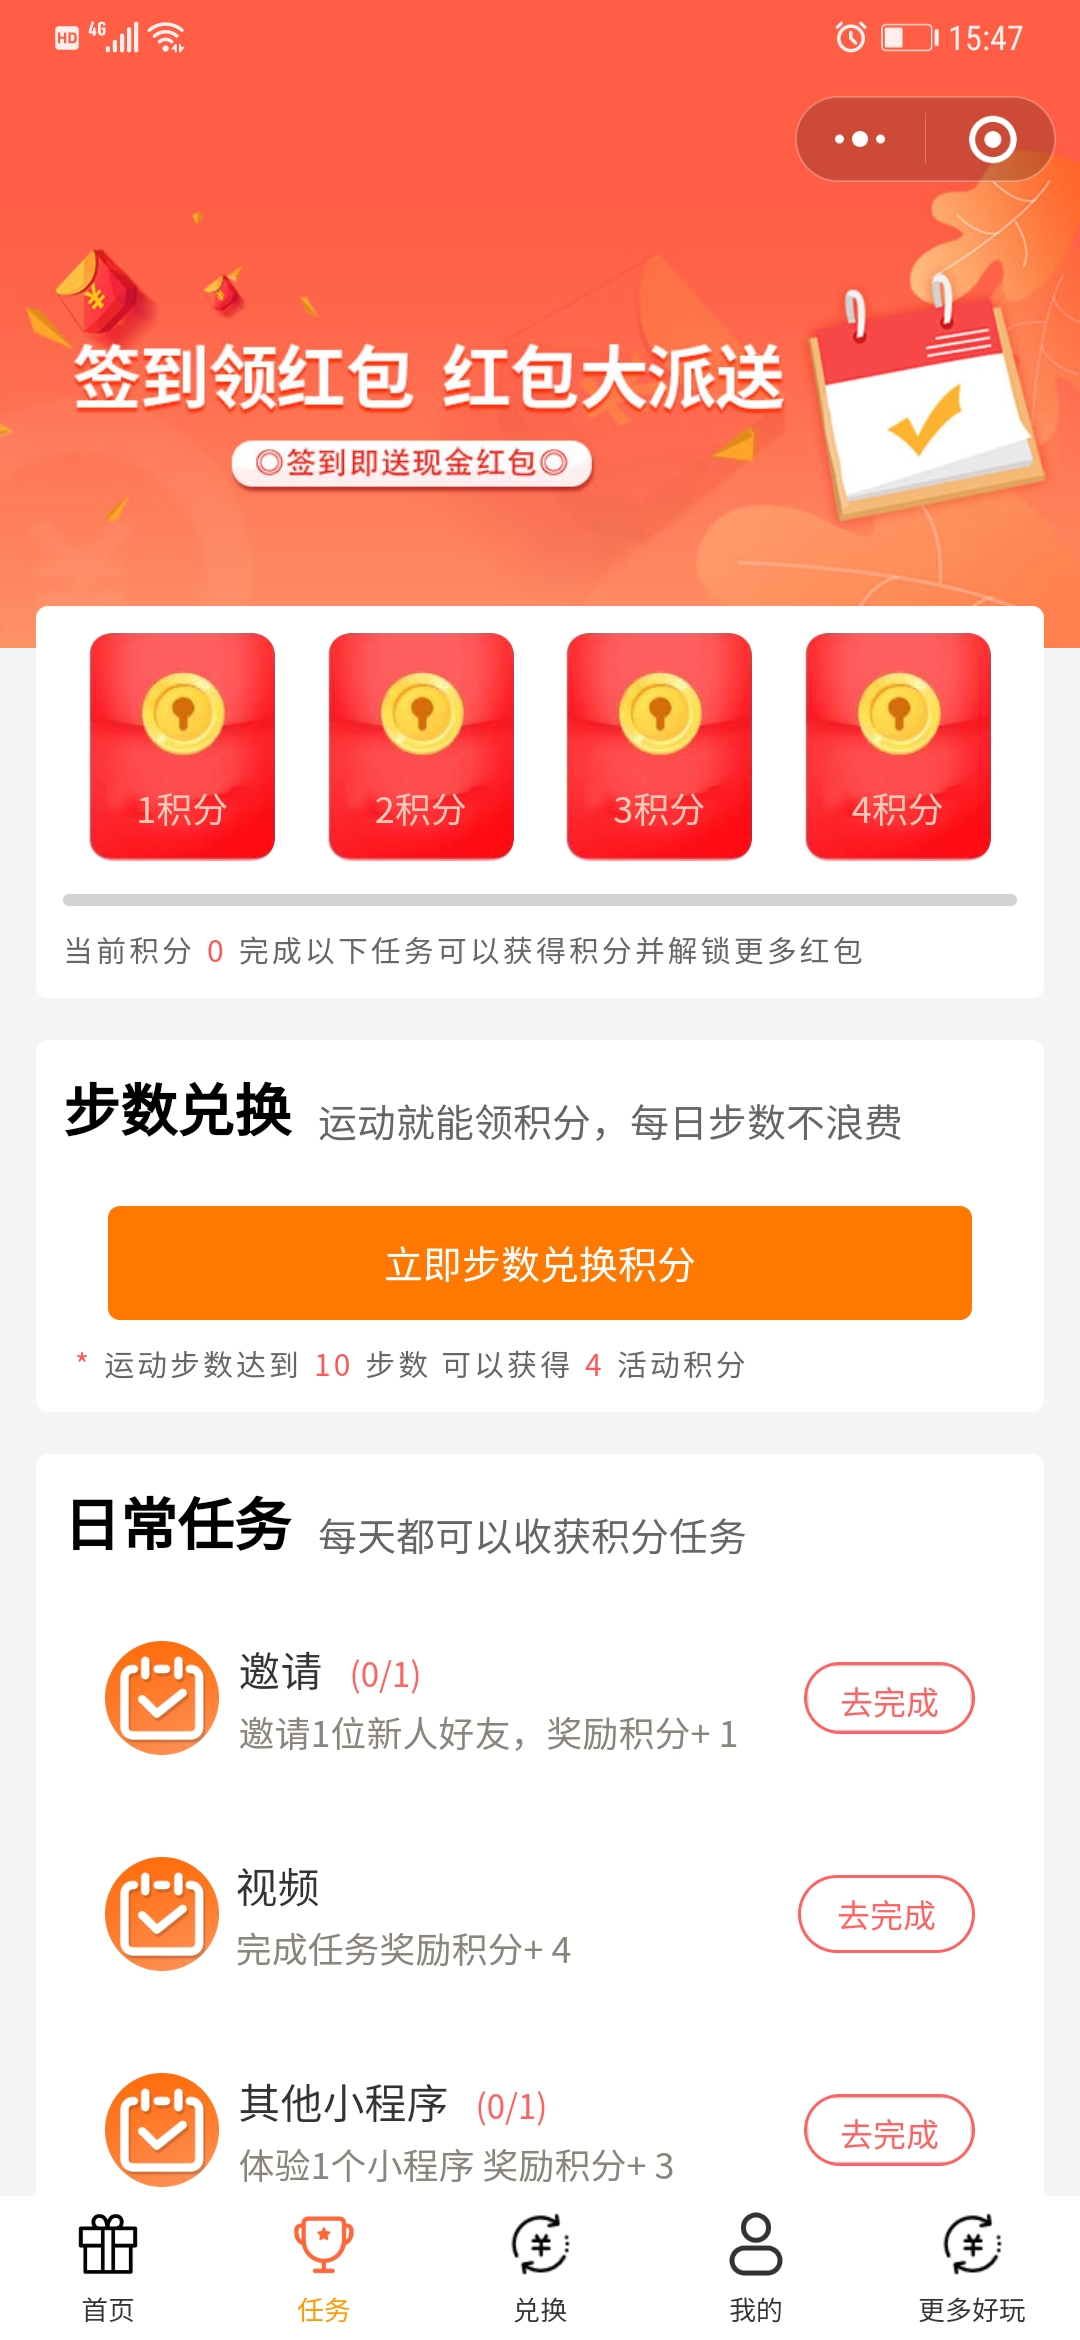 HD 4G 15:47
签到领红包 红包大派送
◎签到即送现金红包◎
1积分 2积分 3积分 4积分
当前积分 0 完成以下任务可以获得积分并解锁更多红包
步数兑换 运动就能领积分，每日步数不浪费
立即步数兑换积分
* 运动步数达到 10 步数 可以获得 4 活动积分
日常任务 每天都可以收获积分任务
邀请 (0/1)
邀请1位新人好友，奖励积分+ 1
去完成
视频
完成任务奖励积分+ 4
去完成
其他小程序 (0/1)
体验1个小程序 奖励积分+ 3
去完成
首页 任务 兑换 我的 更多好玩